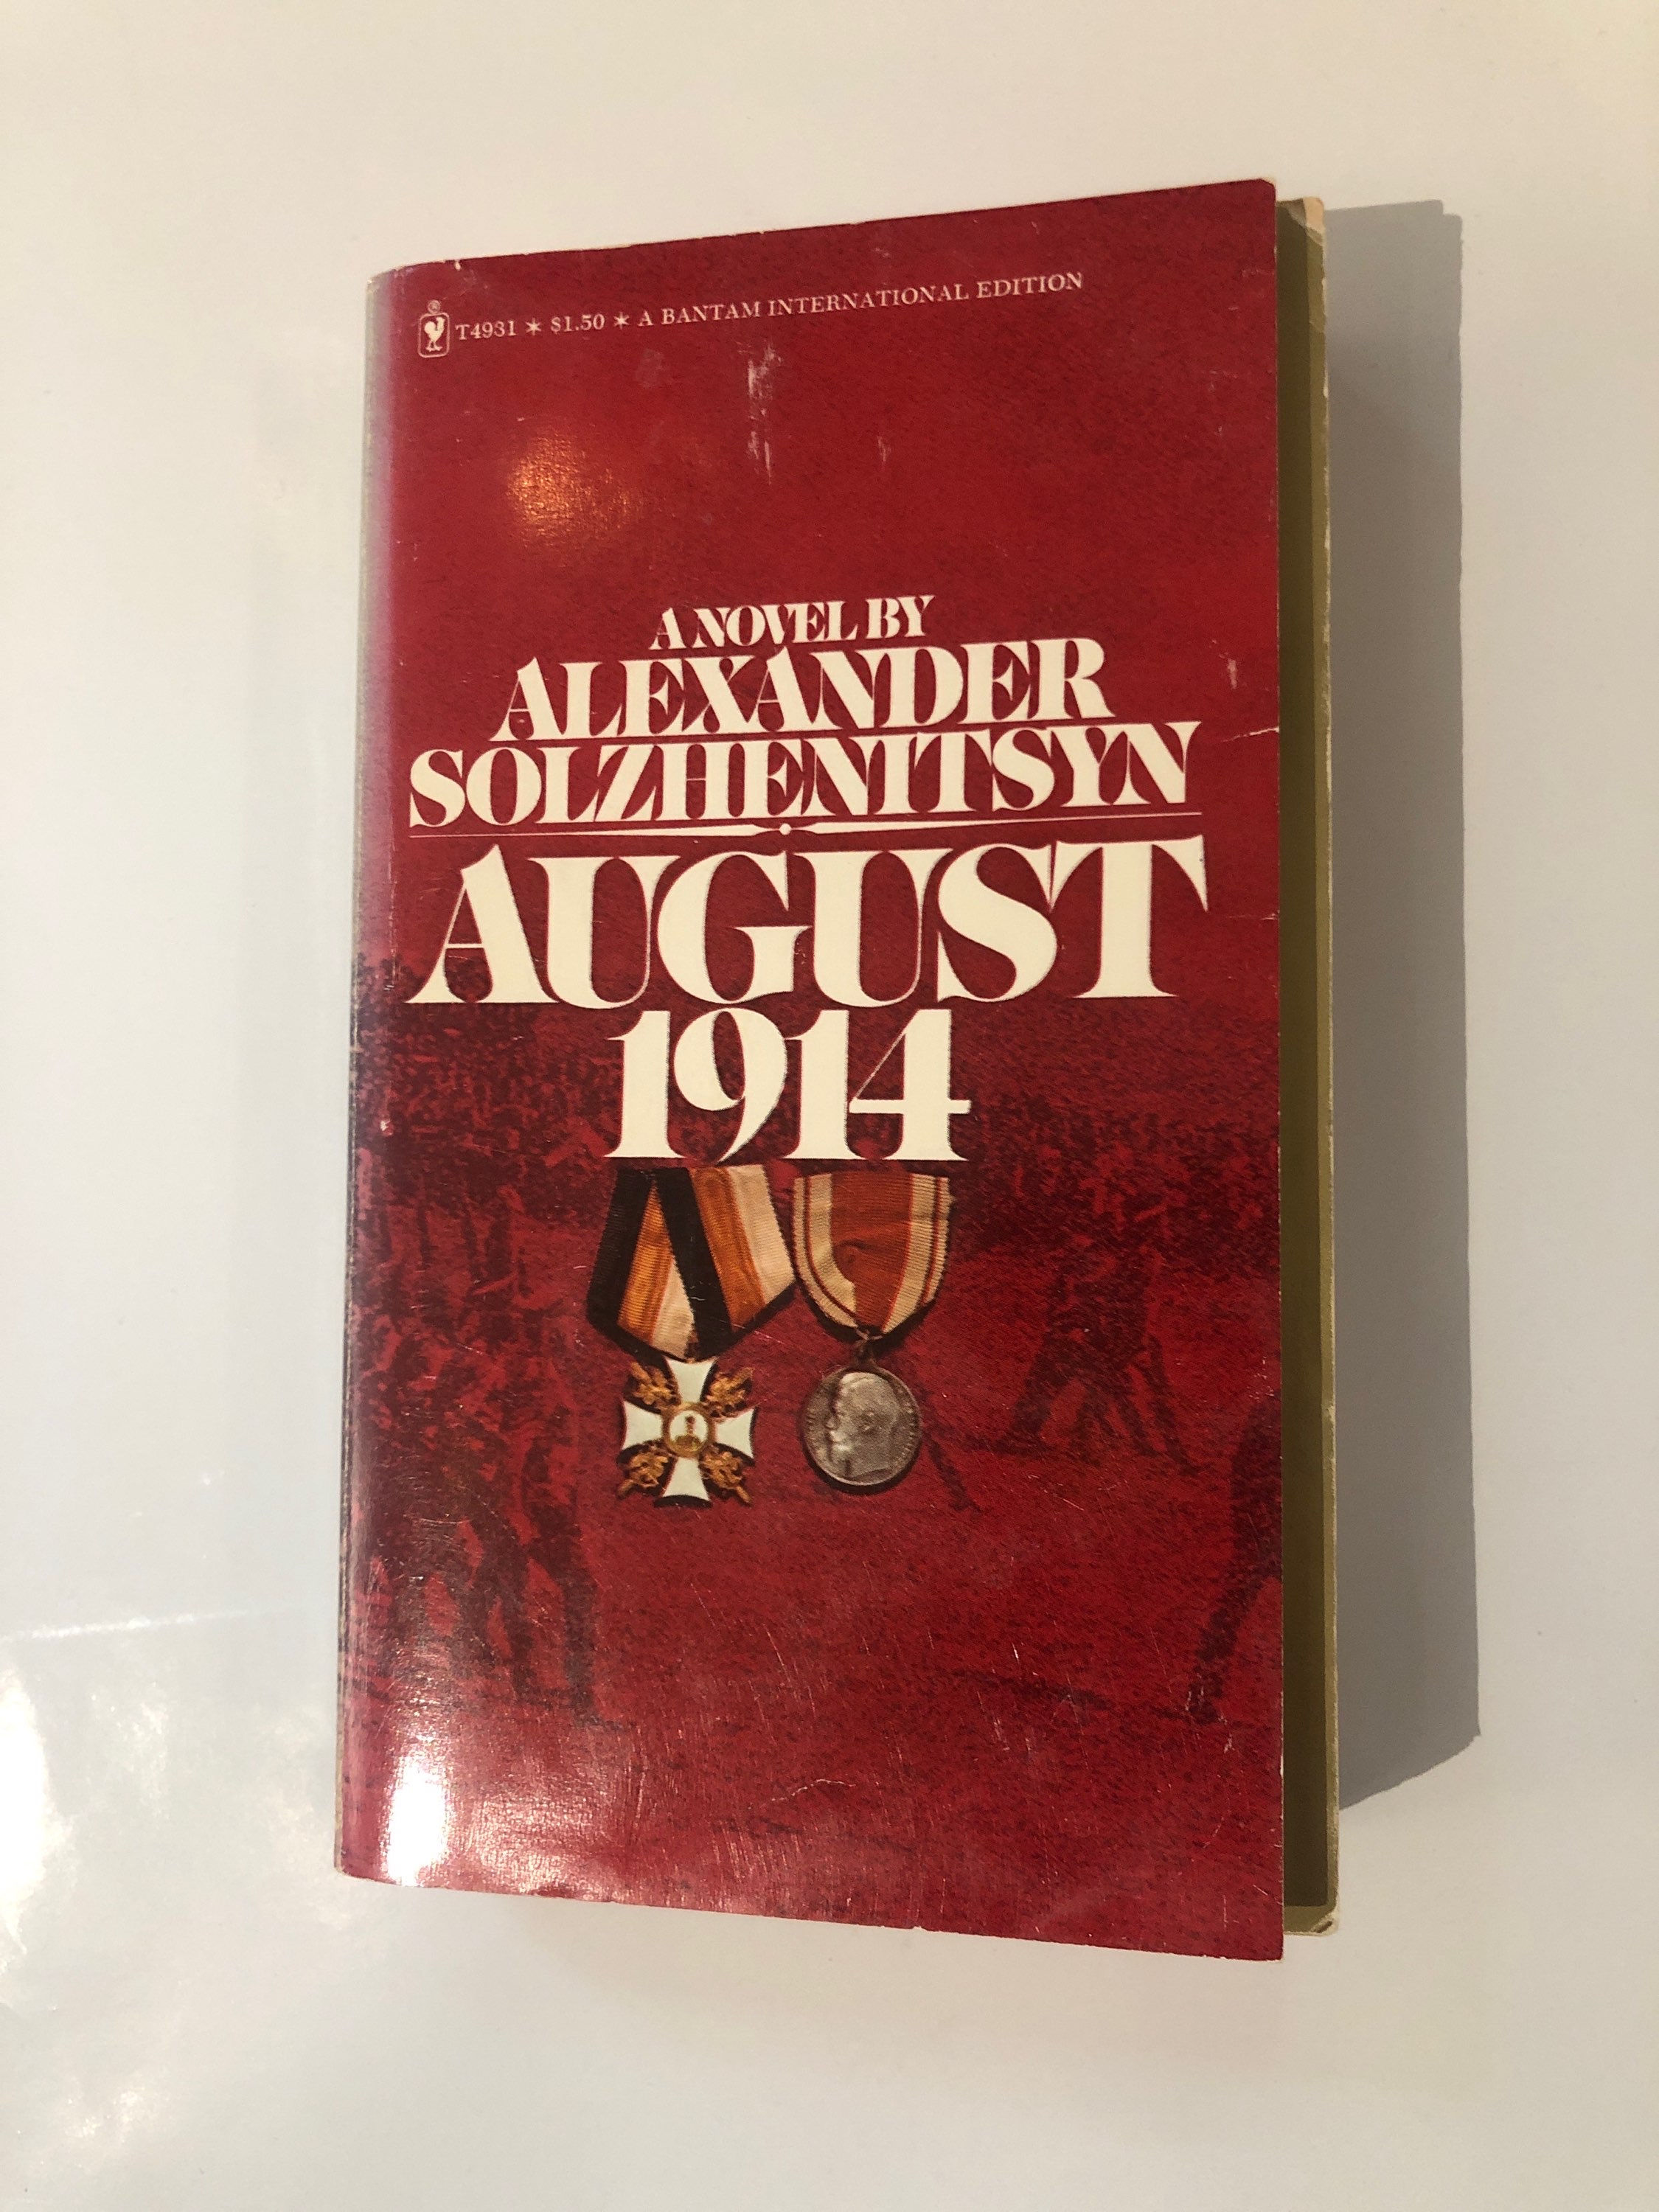 T4931 * $1.50 * A BANTAM INTERNATIONAL EDITION
A NOVEL BY
ALEXANDER
SOLZHENITSYN
AUGUST
1914